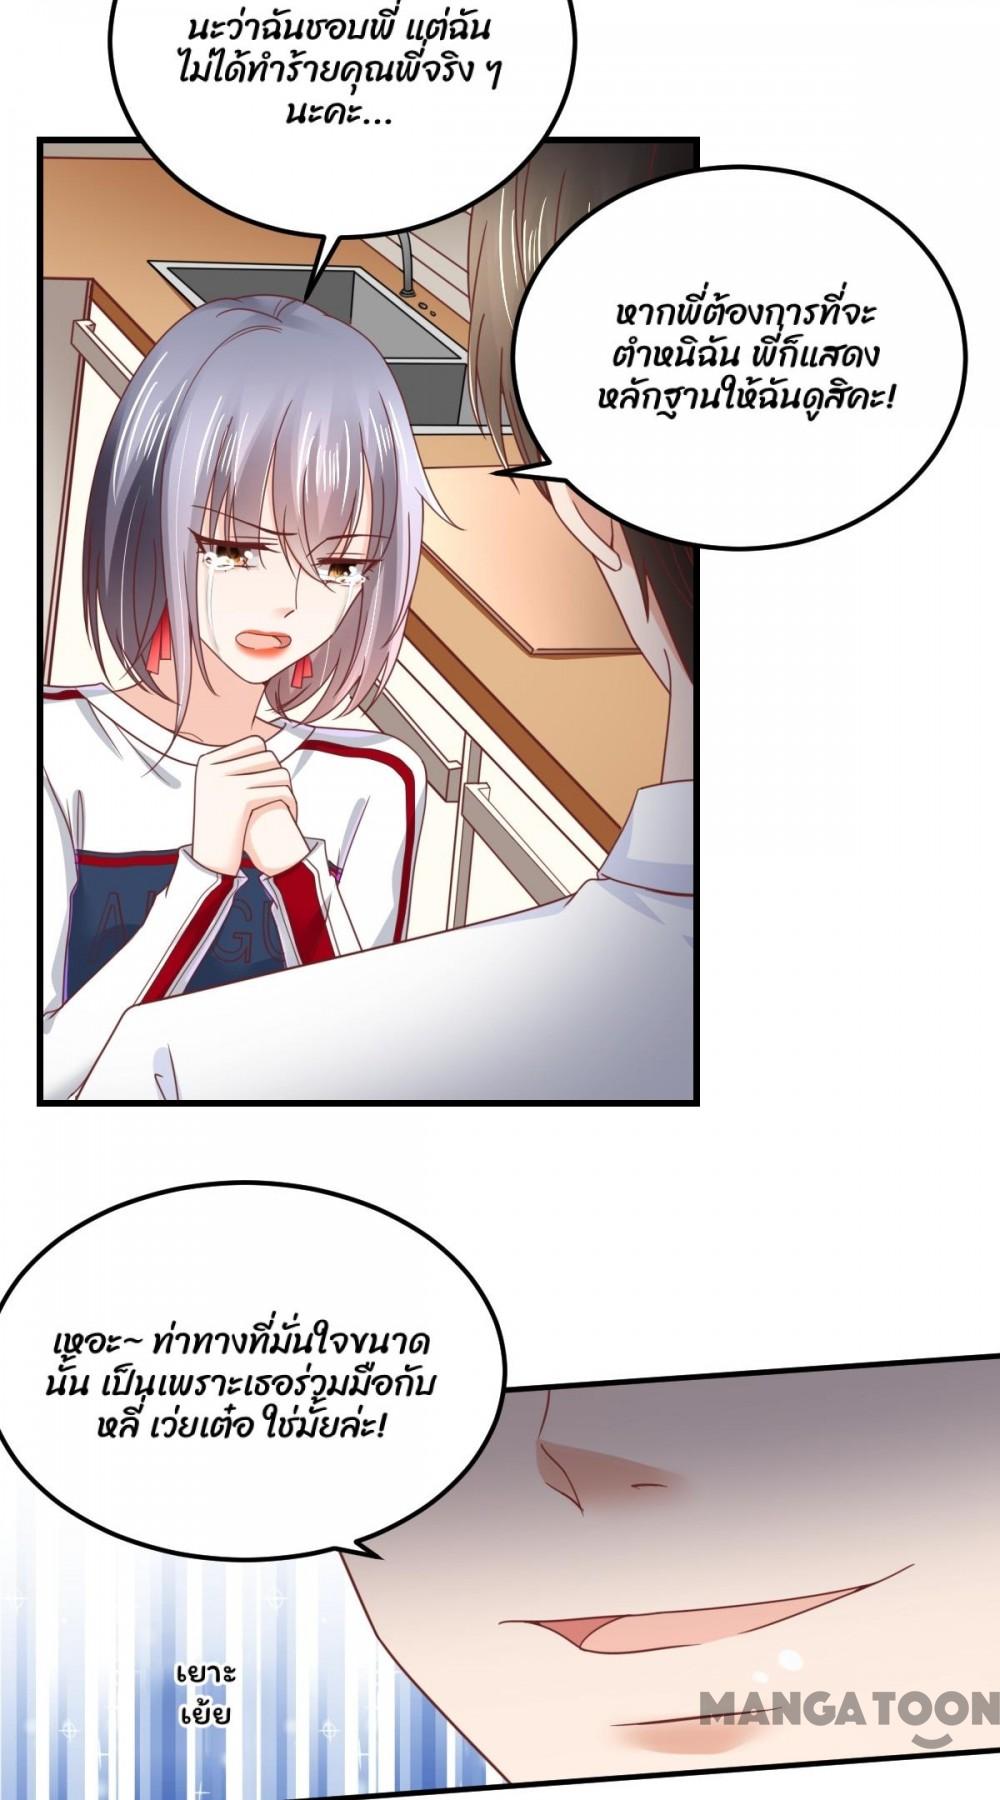 นะว่าฉันชอบพี่ แต่ฉัน
ไม่ได้ทำร้ายคุณพี่จริง ๆ
นะคะ...
หากพี่ต้องการที่จะ
ตำหนิฉัน พี่ก็แสดง
หลักฐานให้ฉันดูสิคะ!
เหอะ~ ท่าทางที่มั่นใจขนาด
นั้น เป็นเพราะเธอร่วมมือกับ
หลี่ เว่ยเต๋อ ใช่มั้ยล่ะ!
เยาะ
เย้ย
MANGATOON